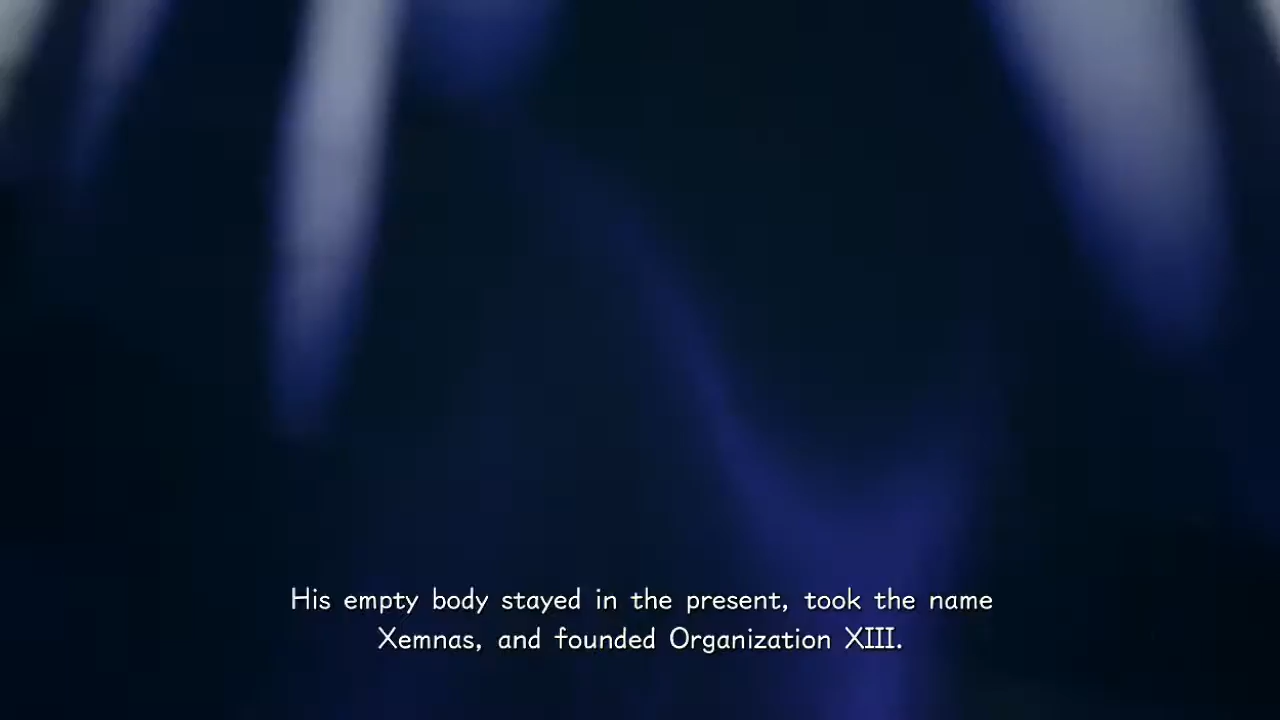 His empty body stayed in the present, took the name
Xemnas, and founded Organization XIII.